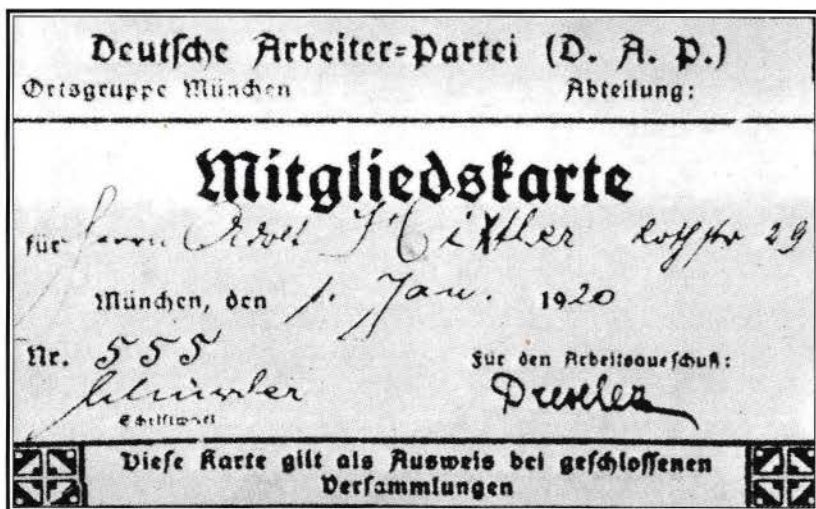 Deutsche Arbeiter-Partei (D. A. P.)
Ortsgruppe München Abteilung:
Mitgliedskarte
für Herrn Adolf Hitler Lothstr 29
München, den 1. Jan. 1920
Nr. 555 Für den Arbeitsausschuß:
Schüssler Drexler
Schriftwart
Diese Karte gilt als Ausweis bei geschlossenen
Versammlungen